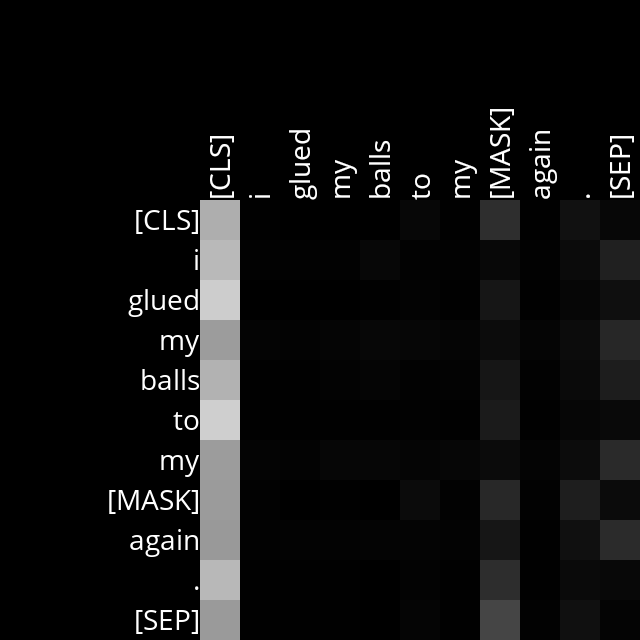 [CLS] i glued my balls to my [MASK] again . [SEP]
[CLS]
i
glued
my
balls
to
my
[MASK]
again
.
[SEP]